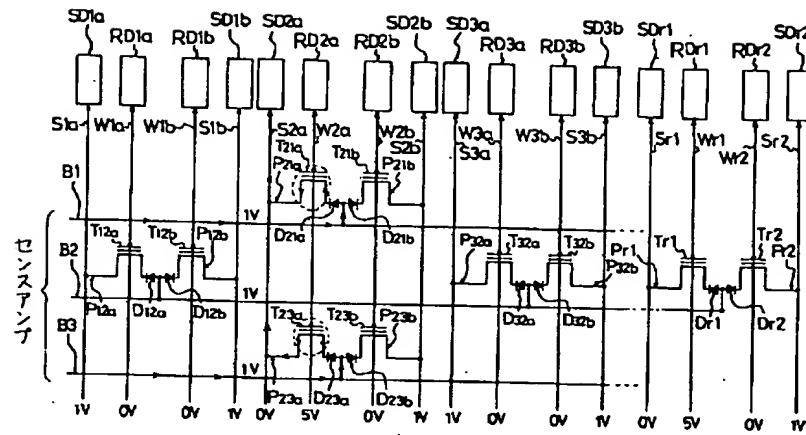 SD1a RD1a RD1b SD1b SD2a RD2a RD2b SD2b SD3a RD3a RD3b SD3b SDr1 RDr1 RDr2 SDr2
S1a W1a W1b S1b S2a W2a W2b S2b W3a S3a W3b S3b Sr1 Wr1 Wr2 Sr2
T21a T21b
P21a P21b
B1
1V
D21a D21b
T12a T12b P12b P32a T32a T32b Pr1 Tr1 Tr2 Pr2
B2
1V
P12a D12a D12b D32a D32b P32b Dr1 Dr2
T23a T23b P23b
B3
1V
P23a D23a D23b
1V 0V 0V 1V 0V 5V 0V 1V 1V 0V 0V 1V 0V 5V 0V 1V
センスアンプ